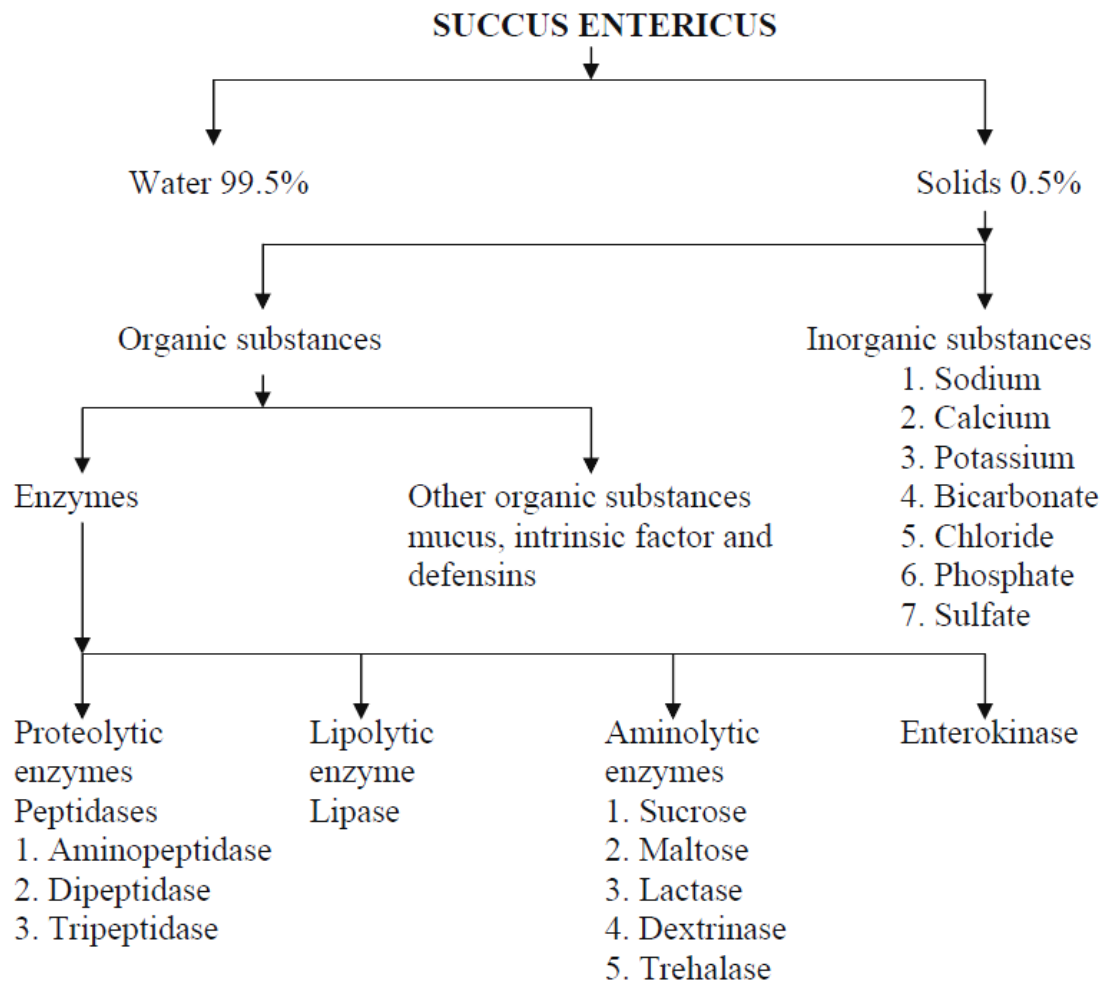 SUCCUS ENTERICUS
Water 99.5%
Solids 0.5%
Organic substances
Inorganic substances
1. Sodium
2. Calcium
3. Potassium
4. Bicarbonate
5. Chloride
6. Phosphate
7. Sulfate
Enzymes
Other organic substances
mucus, intrinsic factor and
defensins
Proteolytic
enzymes
Peptidases
1. Aminopeptidase
2. Dipeptidase
3. Tripeptidase
Lipolytic
enzyme
Lipase
Aminolytic
enzymes
1. Sucrose
2. Maltose
3. Lactase
4. Dextrinase
5. Trehalase
Enterokinase